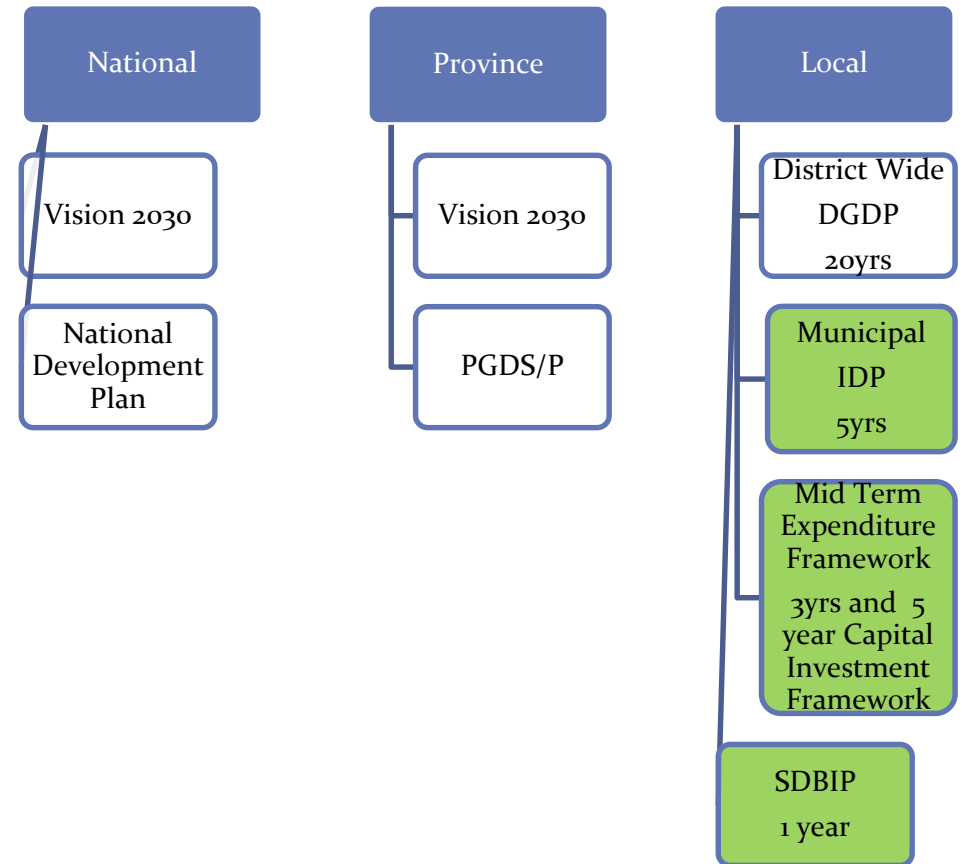 National
Vision 2030
National
Development
Plan
Province
Vision 2030
PGDS/P
Local
District Wide
DGDP
20yrs
Municipal
IDP
5yrs
Mid Term
Expenditure
Framework
3yrs and 5
year Capital
Investment
Framework
SDBIP
1 year